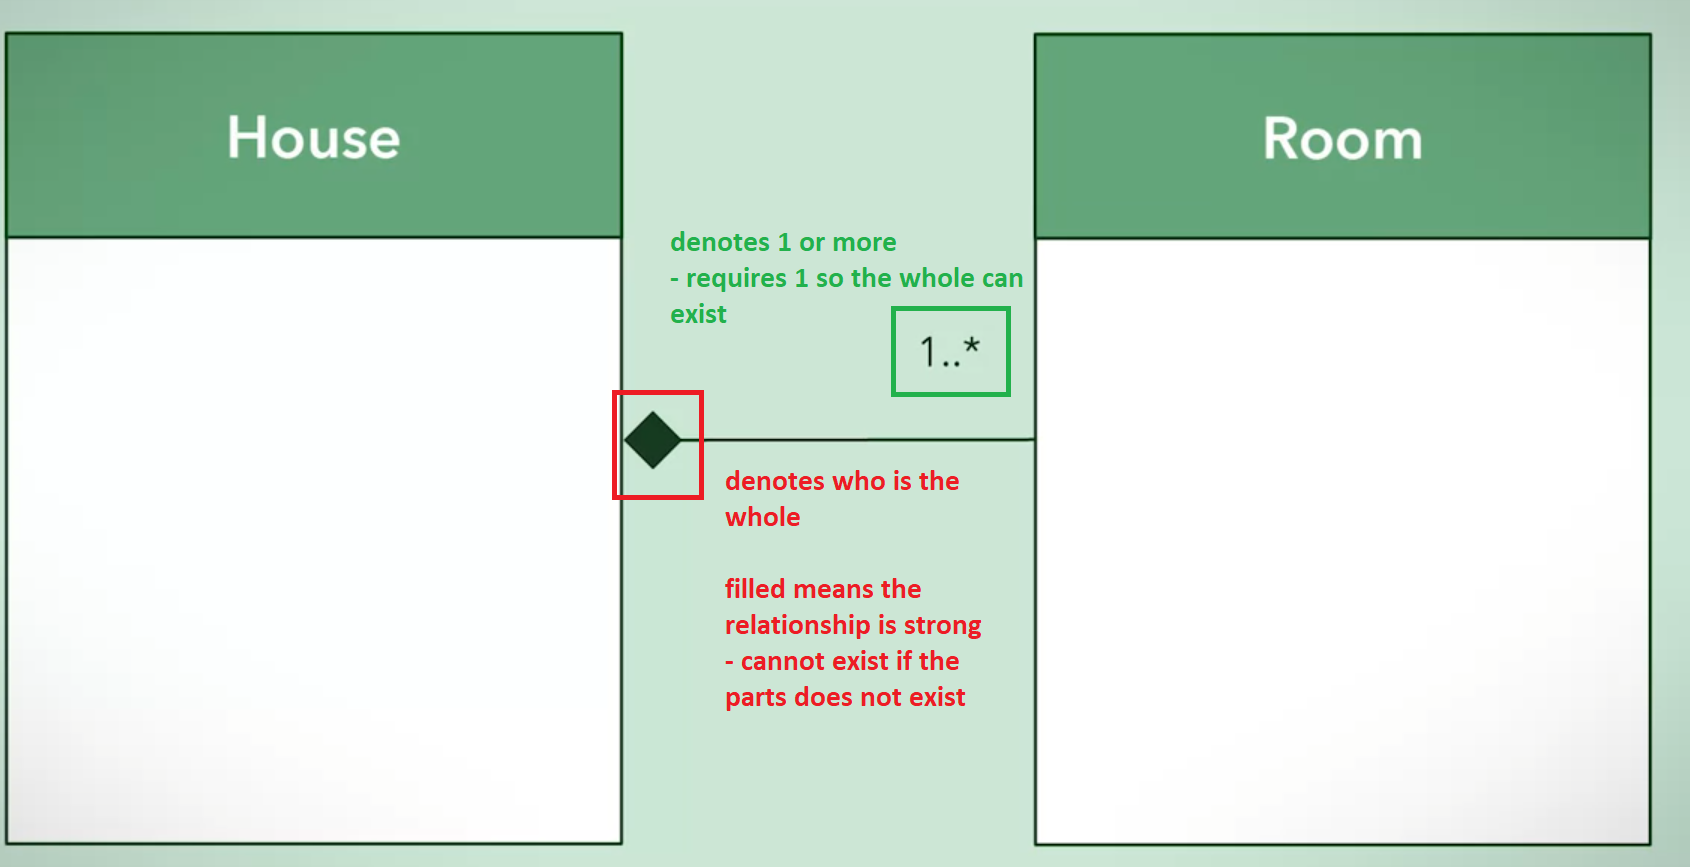 House
Room
denotes 1 or more
- requires 1 so the whole can
exist
1..*
denotes who is the
whole
filled means the
relationship is strong
- cannot exist if the
parts does not exist